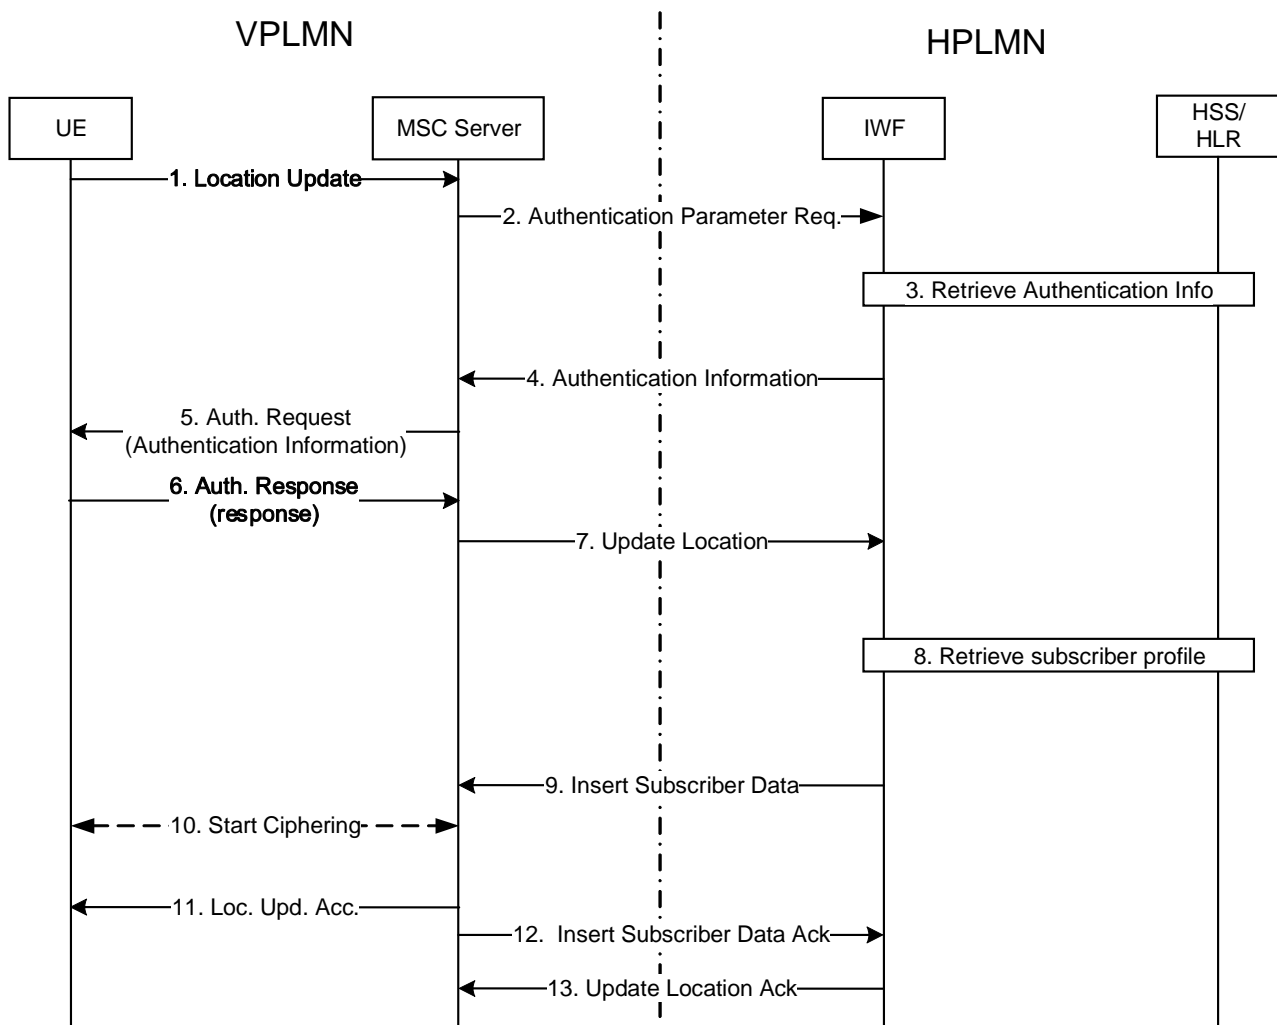 VPLMN
HPLMN
UE
MSC Server
IWF
HSS/
HLR
1. Location Update
2. Authentication Parameter Req.
3. Retrieve Authentication Info
4. Authentication Information
5. Auth. Request
(Authentication Information)
6. Auth. Response
(response)
7. Update Location
8. Retrieve subscriber profile
9. Insert Subscriber Data
10. Start Ciphering
11. Loc. Upd. Acc.
12.  Insert Subscriber Data Ack
13. Update Location Ack